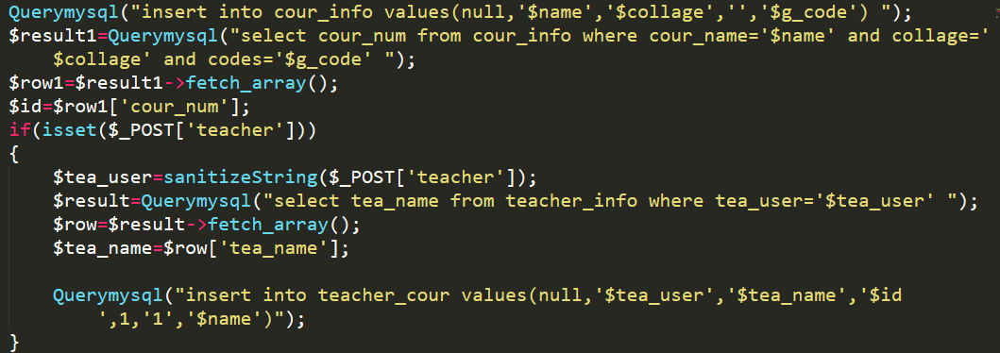 Querymysql("insert into cour_info values(null,'$name','$collage','','$g_code') ");
$result1=Querymysql("select cour_num from cour_info where cour_name='$name' and collage='
$collage' and codes='$g_code' ");
$row1=$result1->fetch_array();
$id=$row1['cour_num'];
if(isset($_POST['teacher']))
{
$tea_user=sanitizeString($_POST['teacher']);
$result=Querymysql("select tea_name from teacher_info where tea_user='$tea_user' ");
$row=$result->fetch_array();
$tea_name=$row['tea_name'];
Querymysql("insert into teacher_cour values(null,'$tea_user','$tea_name','$id
',1,'1','$name')");
}